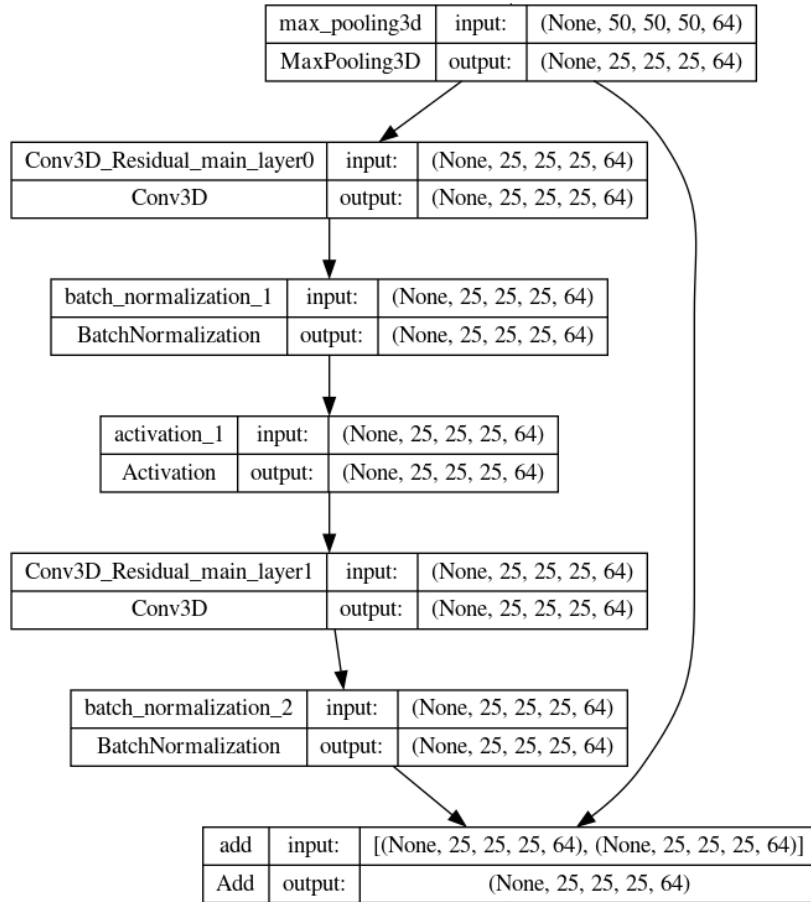 max_pooling3d input: (None, 50, 50, 50, 64)
MaxPooling3D output: (None, 25, 25, 25, 64)
Conv3D_Residual_main_layer0 input: (None, 25, 25, 25, 64)
Conv3D output: (None, 25, 25, 25, 64)
batch_normalization_1 input: (None, 25, 25, 25, 64)
BatchNormalization output: (None, 25, 25, 25, 64)
activation_1 input: (None, 25, 25, 25, 64)
Activation output: (None, 25, 25, 25, 64)
Conv3D_Residual_main_layer1 input: (None, 25, 25, 25, 64)
Conv3D output: (None, 25, 25, 25, 64)
batch_normalization_2 input: (None, 25, 25, 25, 64)
BatchNormalization output: (None, 25, 25, 25, 64)
add input: [(None, 25, 25, 25, 64), (None, 25, 25, 25, 64)]
Add output: (None, 25, 25, 25, 64)